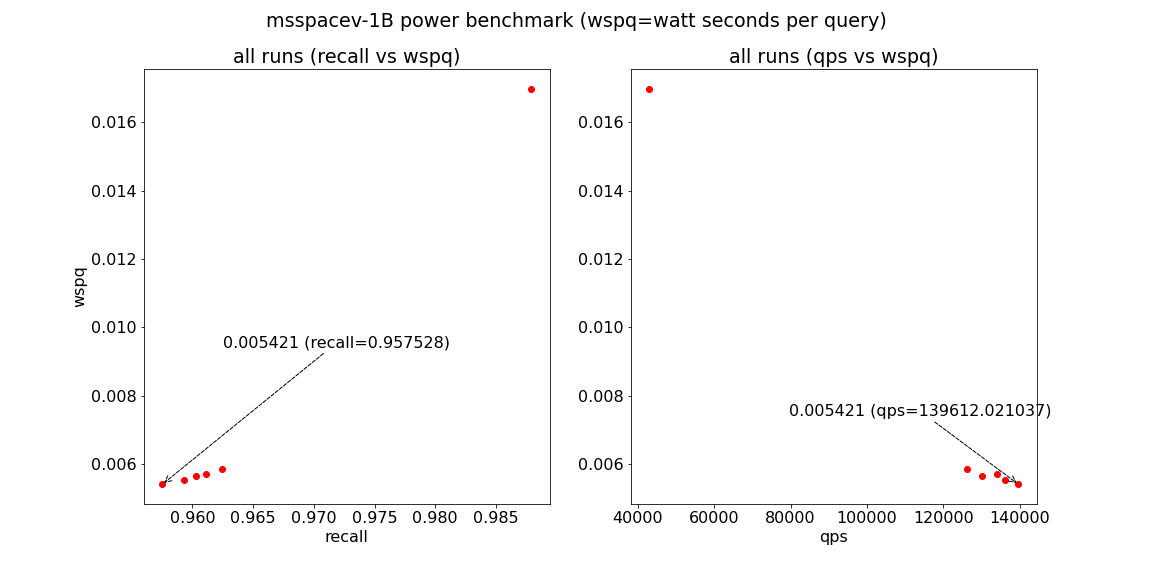 msspacev-1B power benchmark (wspq=watt seconds per query)
all runs (recall vs wspq)
0.016
0.014
0.012
0.010
0.008
0.006
wspq
0.005421 (recall=0.957528)
0.960 0.965 0.970 0.975 0.980 0.985
recall
all runs (qps vs wspq)
0.016
0.014
0.012
0.010
0.008
0.006
0.005421 (qps=139612.021037)
40000 60000 80000 100000 120000 140000
qps